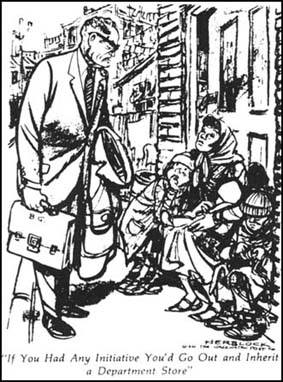 B.G.
HERBLOCK
"If You Had Any Initiative You'd Go Out and Inherit
a Department Store"